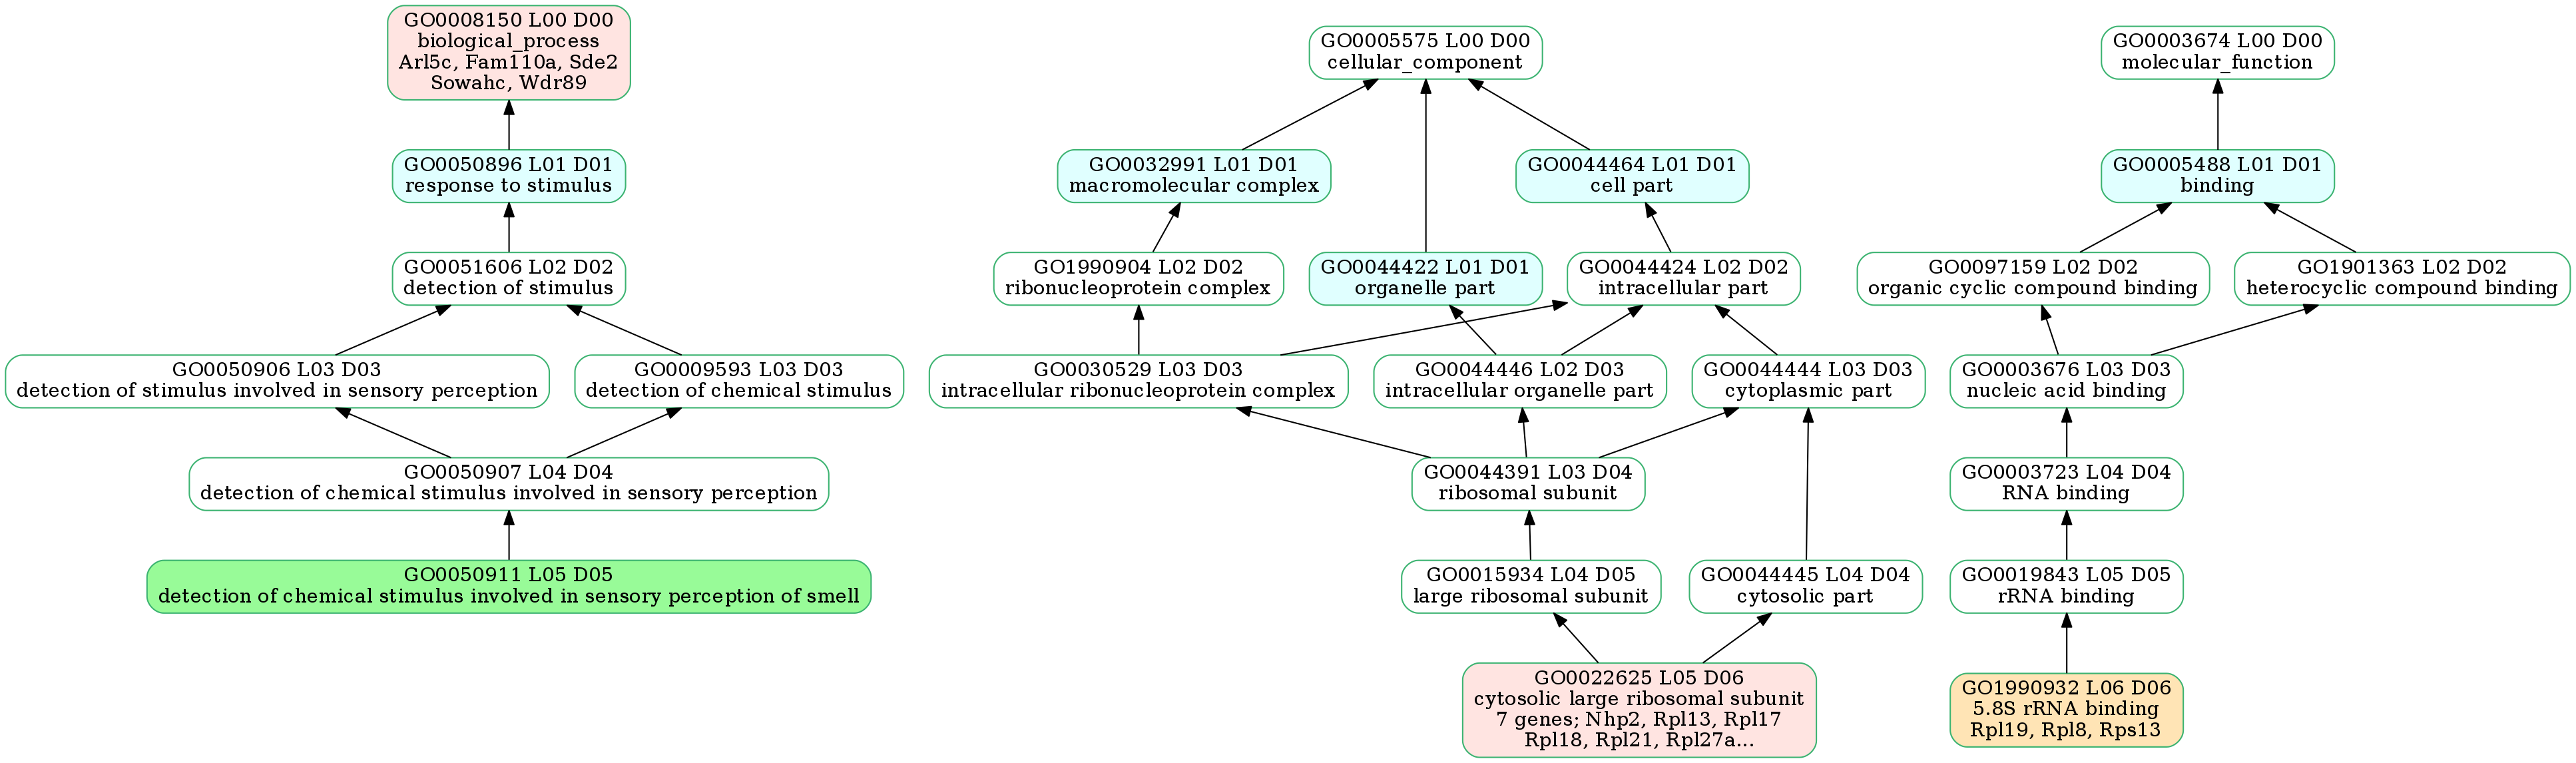 GO0008150 L00 D00
biological_process
Arl5c, Fam110a, Sde2
Sowahc, Wdr89
GO0005575 L00 D00
cellular_component
GO0003674 L00 D00
molecular_function
GO0050896 L01 D01
response to stimulus
GO0032991 L01 D01
macromolecular complex
GO0044464 L01 D01
cell part
GO0005488 L01 D01
binding
GO0051606 L02 D02
detection of stimulus
GO1990904 L02 D02
ribonucleoprotein complex
GO0044422 L01 D01
organelle part
GO0044424 L02 D02
intracellular part
GO0097159 L02 D02
organic cyclic compound binding
GO1901363 L02 D02
heterocyclic compound binding
GO0050906 L03 D03
detection of stimulus involved in sensory perception
GO0009593 L03 D03
detection of chemical stimulus
GO0030529 L03 D03
intracellular ribonucleoprotein complex
GO0044446 L02 D03
intracellular organelle part
GO0044444 L03 D03
cytoplasmic part
GO0003676 L03 D03
nucleic acid binding
GO0050907 L04 D04
detection of chemical stimulus involved in sensory perception
GO0044391 L03 D04
ribosomal subunit
GO0003723 L04 D04
RNA binding
GO0050911 L05 D05
detection of chemical stimulus involved in sensory perception of smell
GO0015934 L04 D05
large ribosomal subunit
GO0044445 L04 D04
cytosolic part
GO0019843 L05 D05
rRNA binding
GO0022625 L05 D06
cytosolic large ribosomal subunit
7 genes; Nhp2, Rpl13, Rpl17
Rpl18, Rpl21, Rpl27a...
GO1990932 L06 D06
5.8S rRNA binding
Rpl19, Rpl8, Rps13